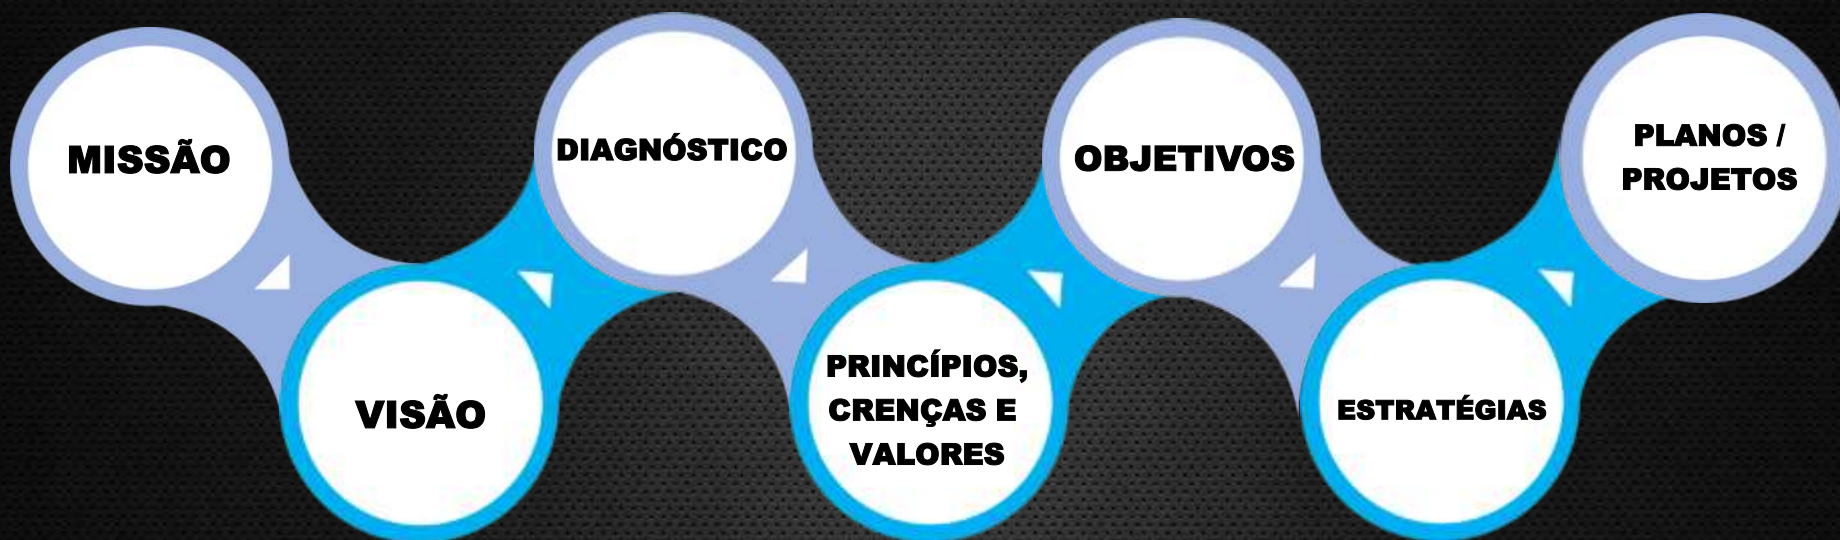 MISSÃO
VISÃO
DIAGNÓSTICO
PRINCÍPIOS,
CRENÇAS E
VALORES
OBJETIVOS
ESTRATÉGIAS
PLANOS /
PROJETOS